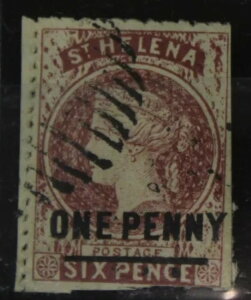 ST HELENA
ONE PENNY
POSTAGE
SIX PENCE